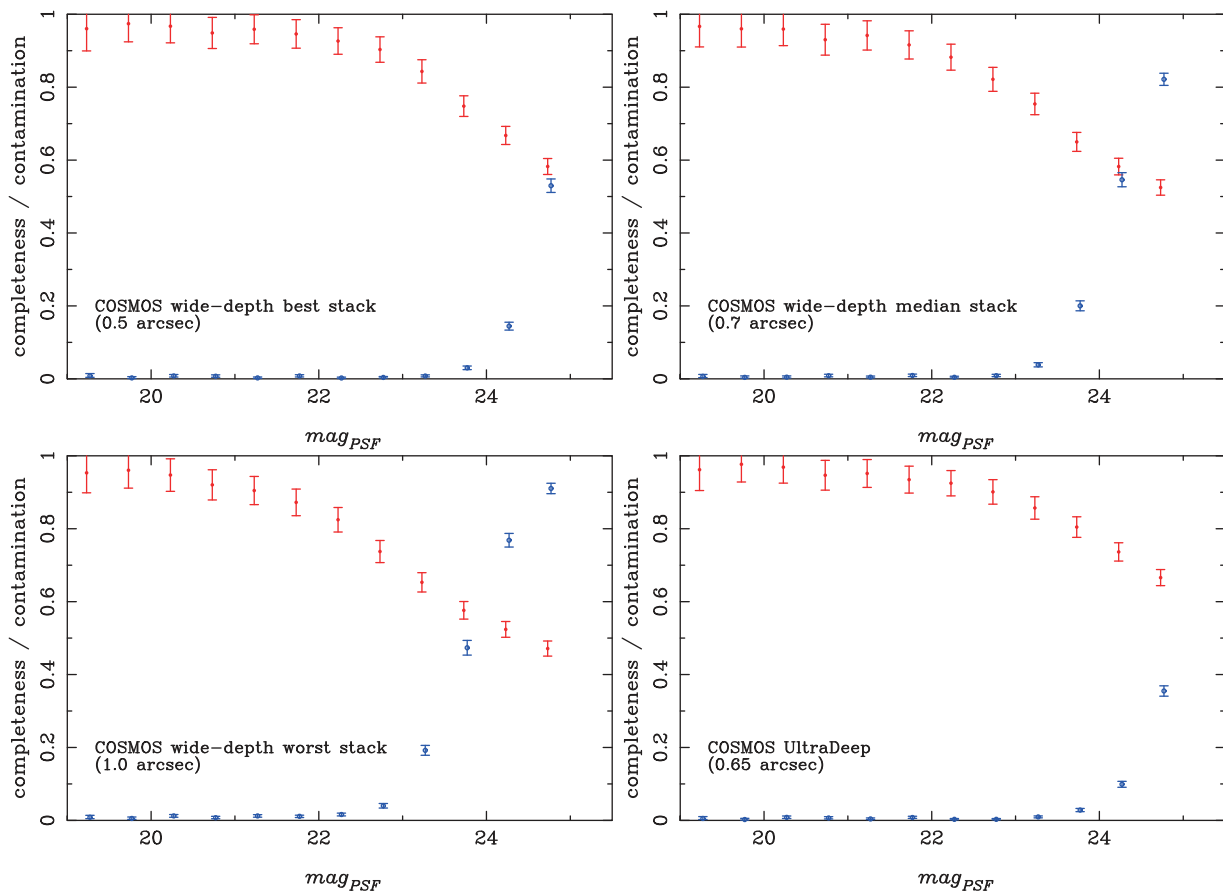 completeness / contamination
0 0.2 0.4 0.6 0.8 1
COSMOS wide-depth best stack
(0.5 arcsec)
20 22 24
mag_PSF
completeness / contamination
0 0.2 0.4 0.6 0.8 1
COSMOS wide-depth median stack
(0.7 arcsec)
20 22 24
mag_PSF
completeness / contamination
0 0.2 0.4 0.6 0.8 1
COSMOS wide-depth worst stack
(1.0 arcsec)
20 22 24
mag_PSF
completeness / contamination
0 0.2 0.4 0.6 0.8 1
COSMOS UltraDeep
(0.65 arcsec)
20 22 24
mag_PSF